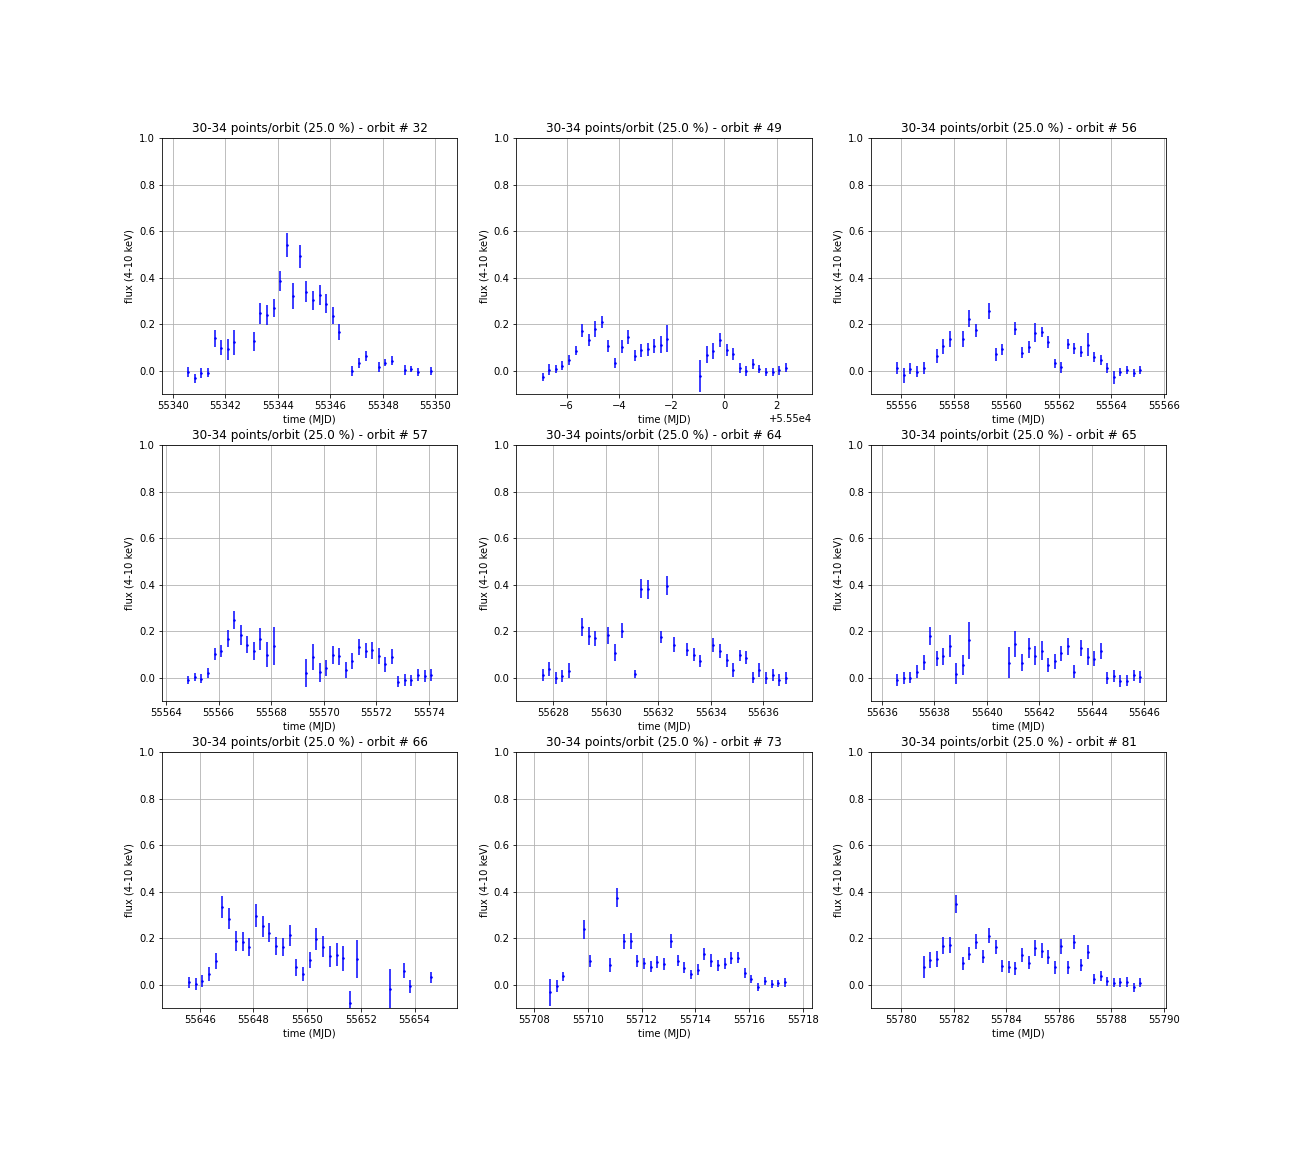 30-34 points/orbit (25.0 %) - orbit # 32
1.0
0.8
0.6
0.4
0.2
0.0
flux (4-10 keV)
55340 55342 55344 55346 55348 55350
time (MJD)
30-34 points/orbit (25.0 %) - orbit # 49
1.0
0.8
0.6
0.4
0.2
0.0
flux (4-10 keV)
−6 −4 −2 0 2
+5.55e4
time (MJD)
30-34 points/orbit (25.0 %) - orbit # 56
1.0
0.8
0.6
0.4
0.2
0.0
flux (4-10 keV)
55556 55558 55560 55562 55564 55566
time (MJD)
30-34 points/orbit (25.0 %) - orbit # 57
1.0
0.8
0.6
0.4
0.2
0.0
flux (4-10 keV)
55564 55566 55568 55570 55572 55574
time (MJD)
30-34 points/orbit (25.0 %) - orbit # 64
1.0
0.8
0.6
0.4
0.2
0.0
flux (4-10 keV)
55628 55630 55632 55634 55636
time (MJD)
30-34 points/orbit (25.0 %) - orbit # 65
1.0
0.8
0.6
0.4
0.2
0.0
flux (4-10 keV)
55636 55638 55640 55642 55644 55646
time (MJD)
30-34 points/orbit (25.0 %) - orbit # 66
1.0
0.8
0.6
0.4
0.2
0.0
flux (4-10 keV)
55646 55648 55650 55652 55654
time (MJD)
30-34 points/orbit (25.0 %) - orbit # 73
1.0
0.8
0.6
0.4
0.2
0.0
flux (4-10 keV)
55708 55710 55712 55714 55716 55718
time (MJD)
30-34 points/orbit (25.0 %) - orbit # 81
1.0
0.8
0.6
0.4
0.2
0.0
flux (4-10 keV)
55780 55782 55784 55786 55788 55790
time (MJD)